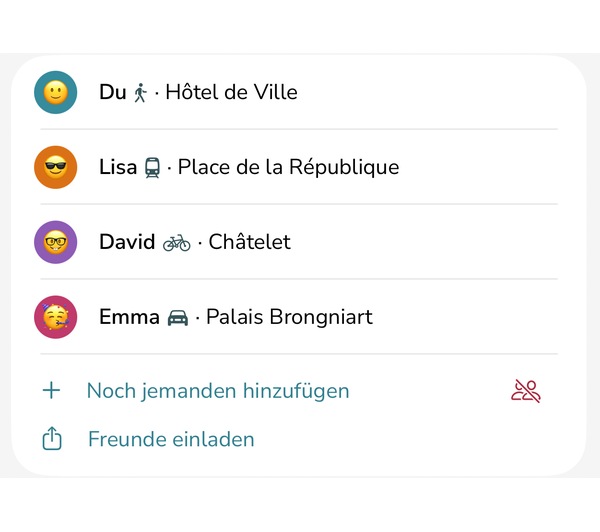 Du · Hôtel de Ville
Lisa · Place de la République
David · Châtelet
Emma · Palais Brongniart
Noch jemanden hinzufügen
Freunde einladen